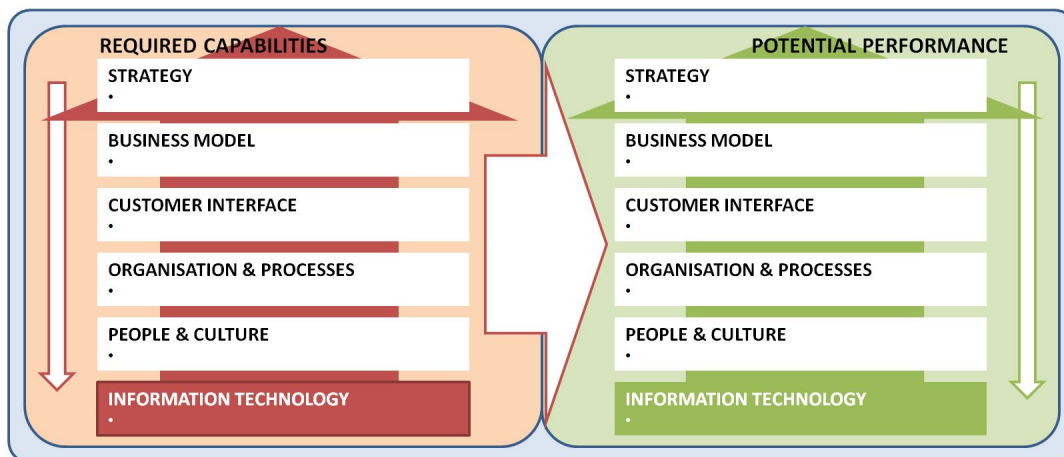 REQUIRED CAPABILITIES
STRATEGY
•
BUSINESS MODEL
•
CUSTOMER INTERFACE
•
ORGANISATION & PROCESSES
•
PEOPLE & CULTURE
•
INFORMATION TECHNOLOGY
•
POTENTIAL PERFORMANCE
STRATEGY
•
BUSINESS MODEL
•
CUSTOMER INTERFACE
•
ORGANISATION & PROCESSES
•
PEOPLE & CULTURE
•
INFORMATION TECHNOLOGY
•